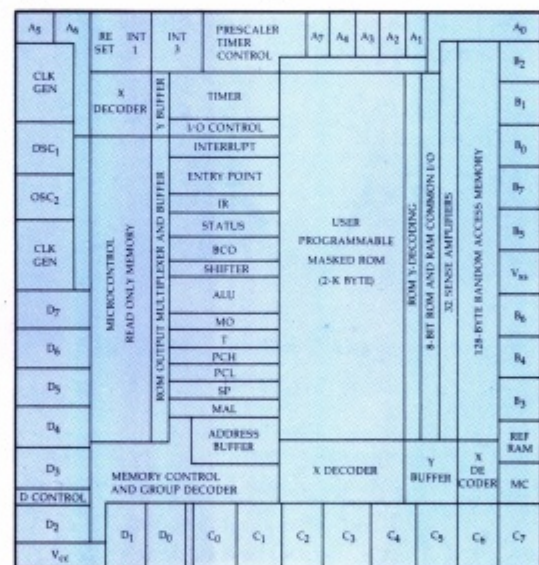 A5
A6
RE
SET
INT
1
INT
3
PRESCALER
TIMER
CONTROL
A7
A4
A3
A2
A1
A0
CLK
GEN
X
DECODER
Y BUFFER
TIMER
I/O CONTROL
INTERRUPT
ENTRY POINT
IR
STATUS
BCO
SHIFTER
ALU
MO
T
PCH
PCL
SP
MAL
ADDRESS
BUFFER
OSC1
OSC2
CLK
GEN
D7
D6
D5
D4
D3
D CONTROL
D2
VCC
MICROCONTROL
READ ONLY MEMORY
ROM OUTPUT MULTIPLEXER AND BUFFER
USER
PROGRAMMABLE
MASKED ROM
(2-K BYTE)
ROM Y-DECODING
8-BIT ROM AND RAM COMMON I/O
32 SENSE AMPLIFIERS
128-BYTE RANDOM ACCESS MEMORY
B2
B1
B0
B7
B5
VSS
B6
B4
B3
REF
RAM
MC
MEMORY CONTROL
AND GROUP DECODER
X DECODER
Y
BUFFER
X
DE
CODER
D1
D0
C0
C1
C2
C3
C4
C5
C6
C7